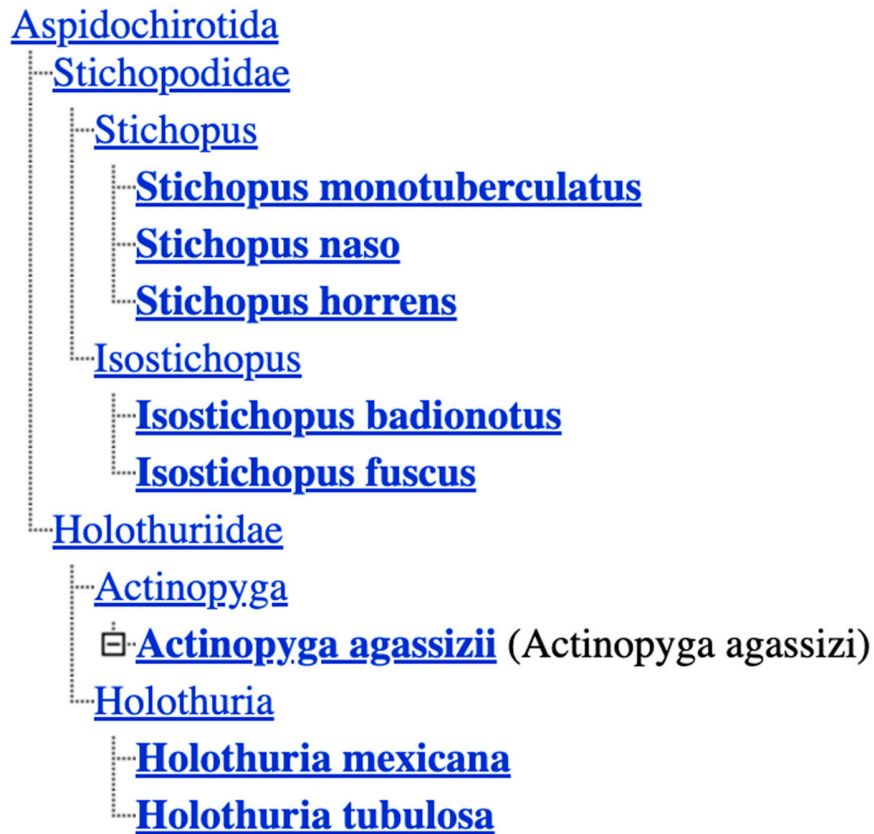 Aspidochirotida
Stichopodidae
Stichopus
Stichopus monotuberculatus
Stichopus naso
Stichopus horrens
Isostichopus
Isostichopus badionotus
Isostichopus fuscus
Holothuriidae
Actinopyga
Actinopyga agassizii (Actinopyga agassizi)
Holothuria
Holothuria mexicana
Holothuria tubulosa